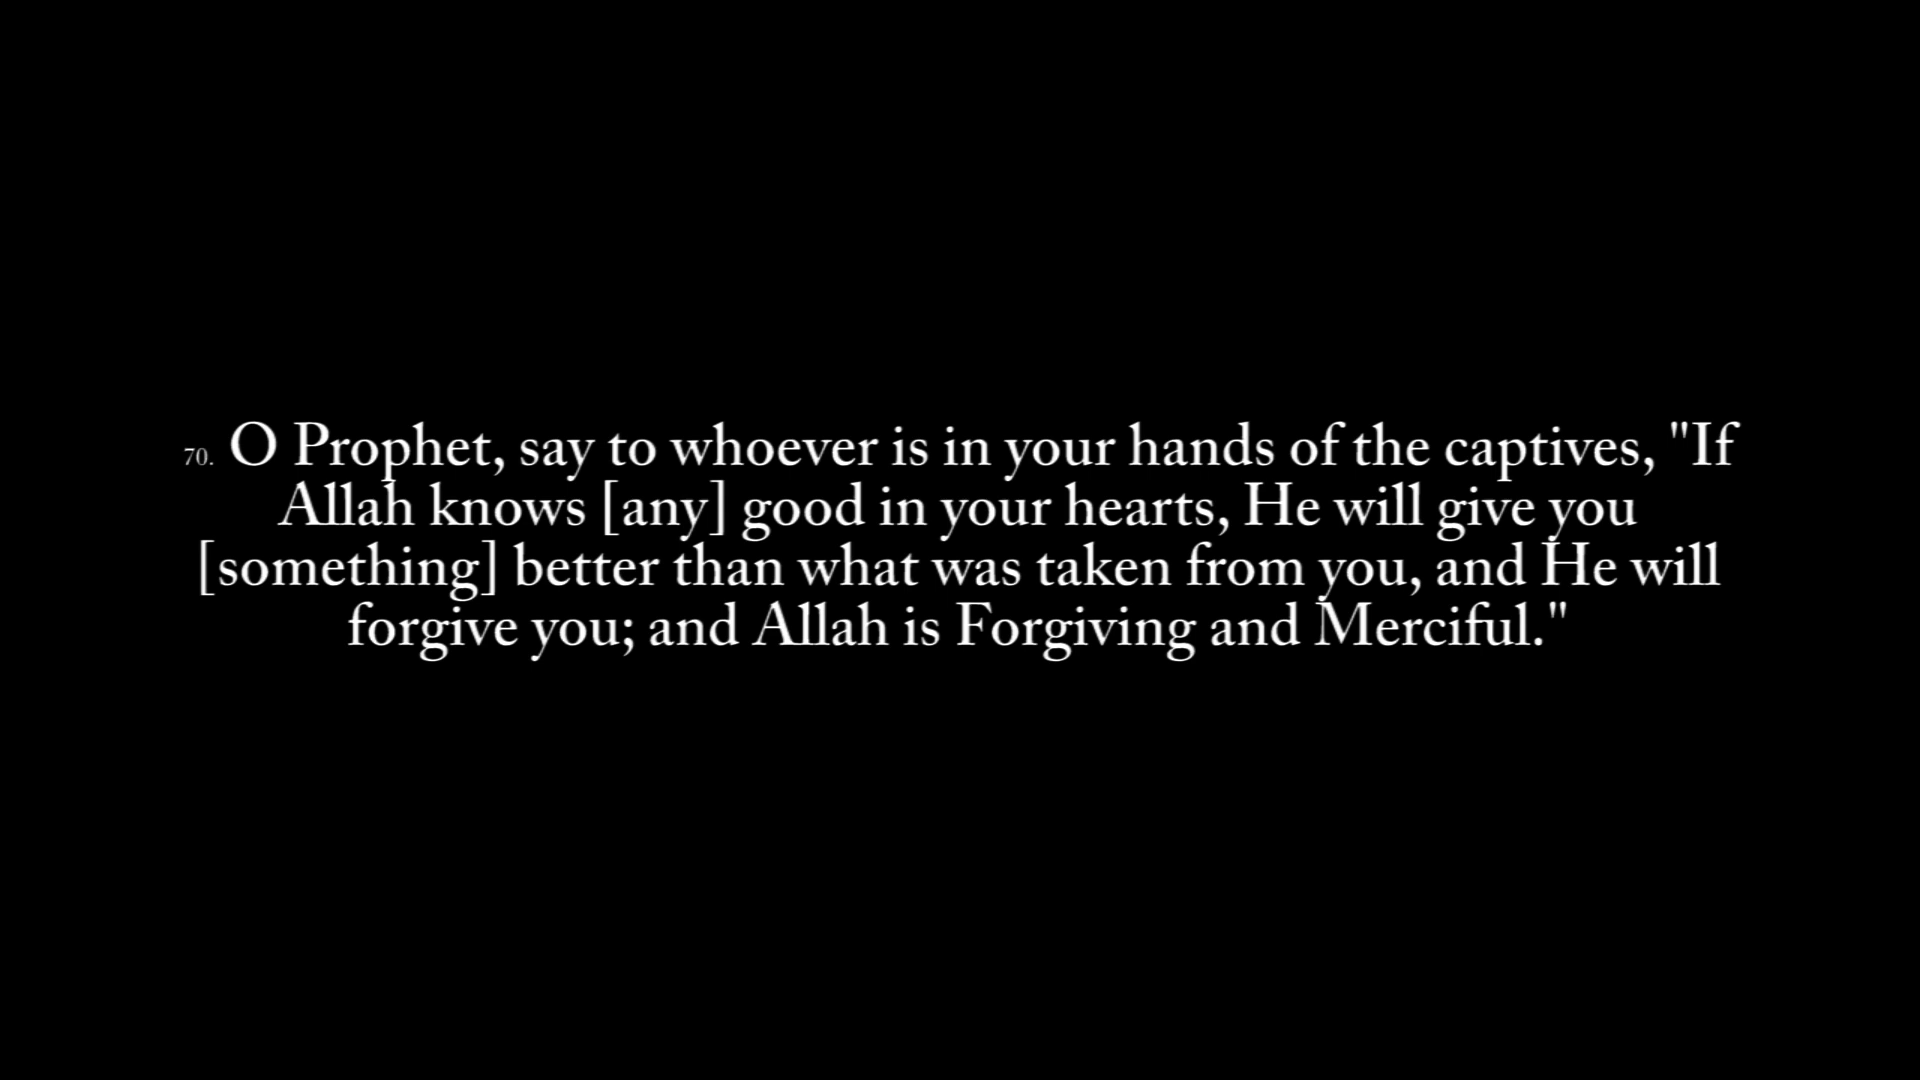 70. O Prophet, say to whoever is in your hands of the captives, "If
Allah knows [any] good in your hearts, He will give you
[something] better than what was taken from you, and He will
forgive you; and Allah is Forgiving and Merciful."